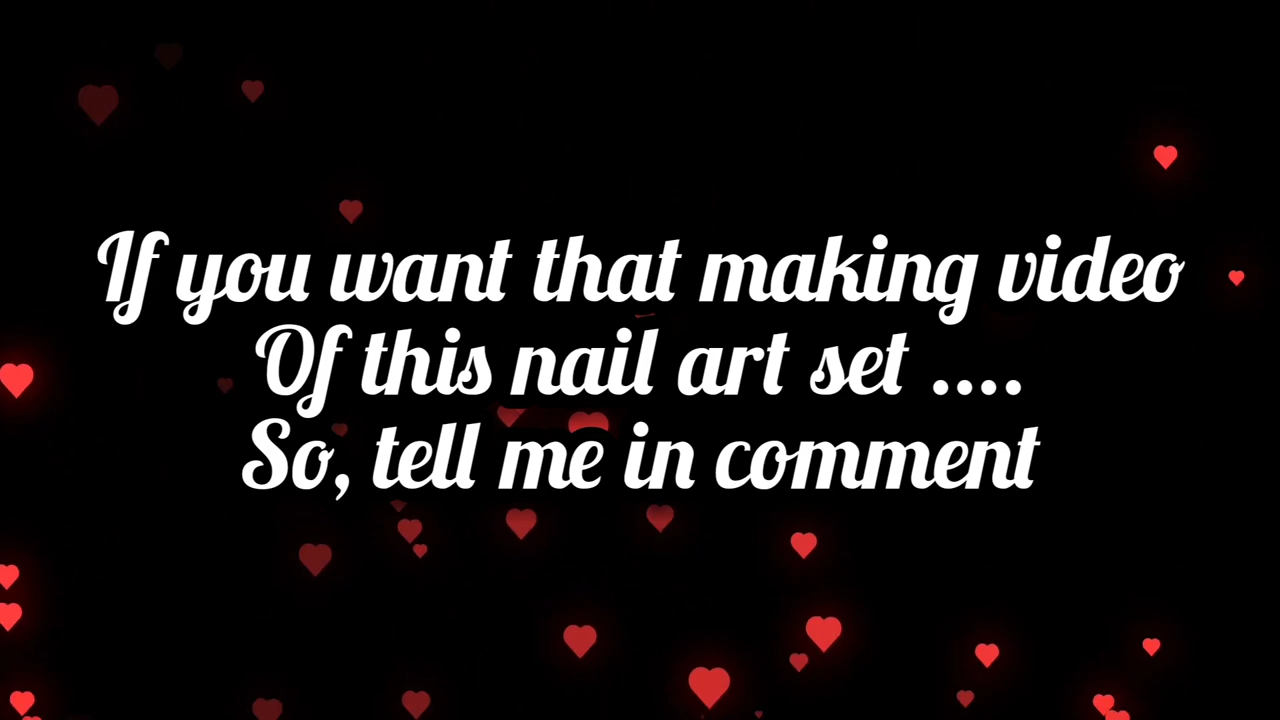 If you want that making video
Of this nail art set ....
So, tell me in comment